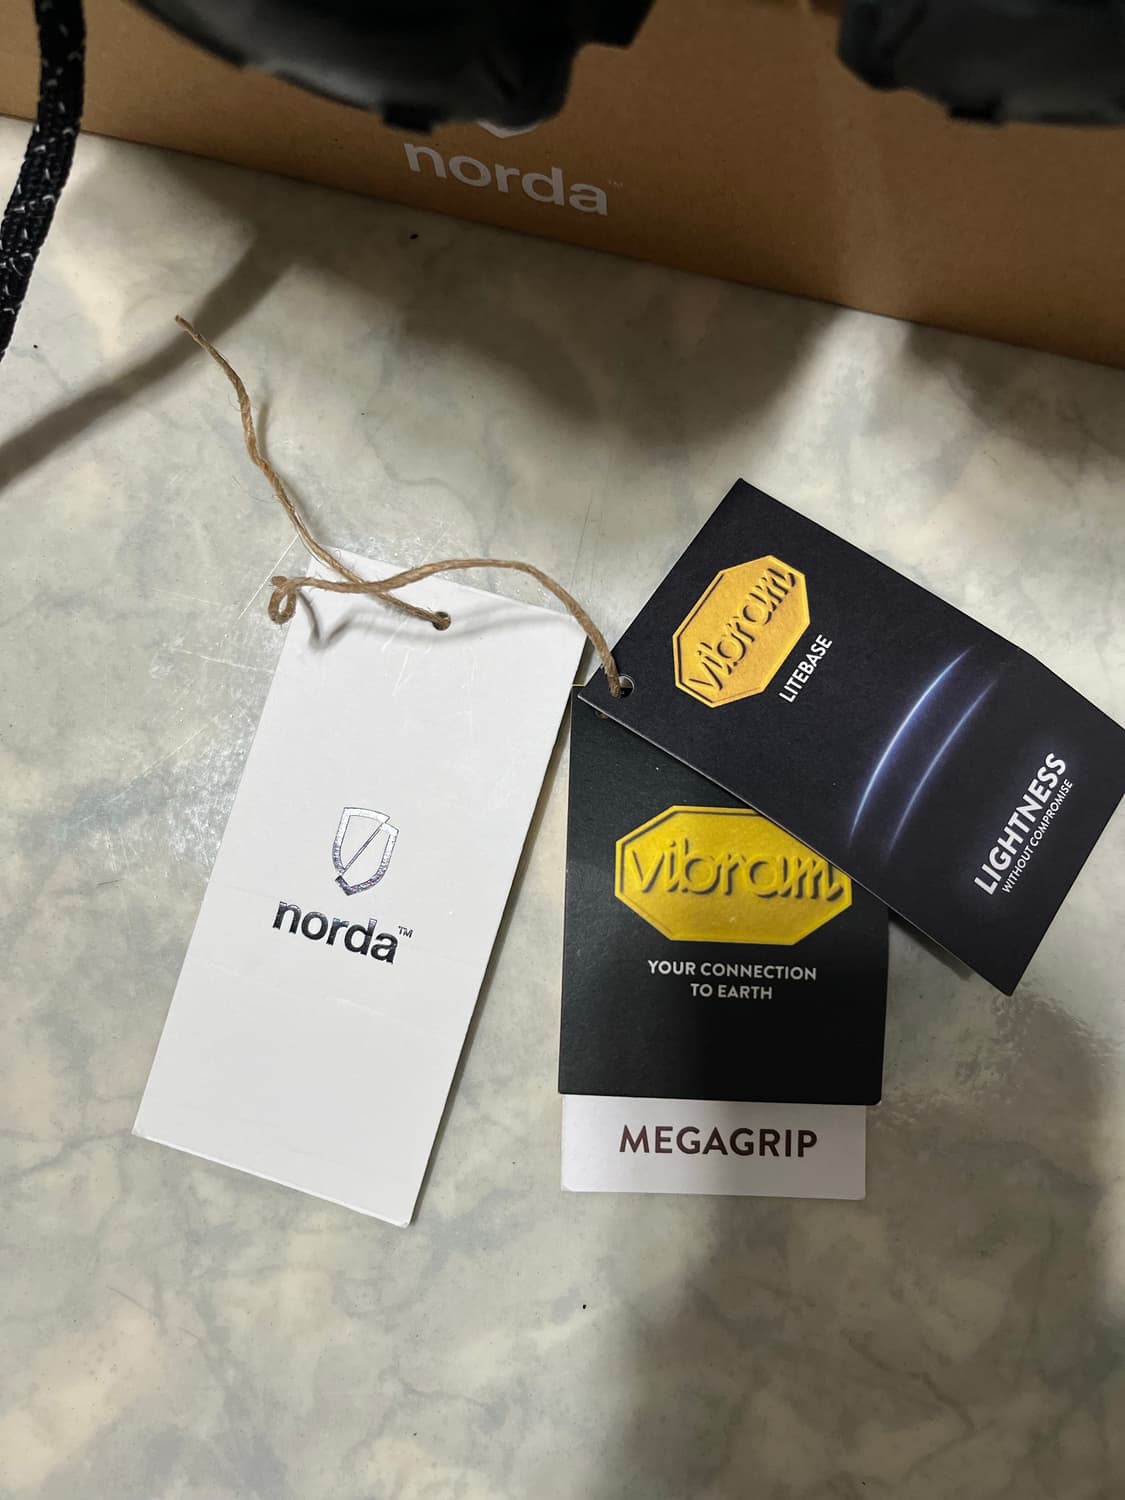 norda
vibram
LITEBASE
LIGHTNESS
WITHOUT COMPROMISE
norda™
vibram
YOUR CONNECTION
TO EARTH
MEGAGRIP